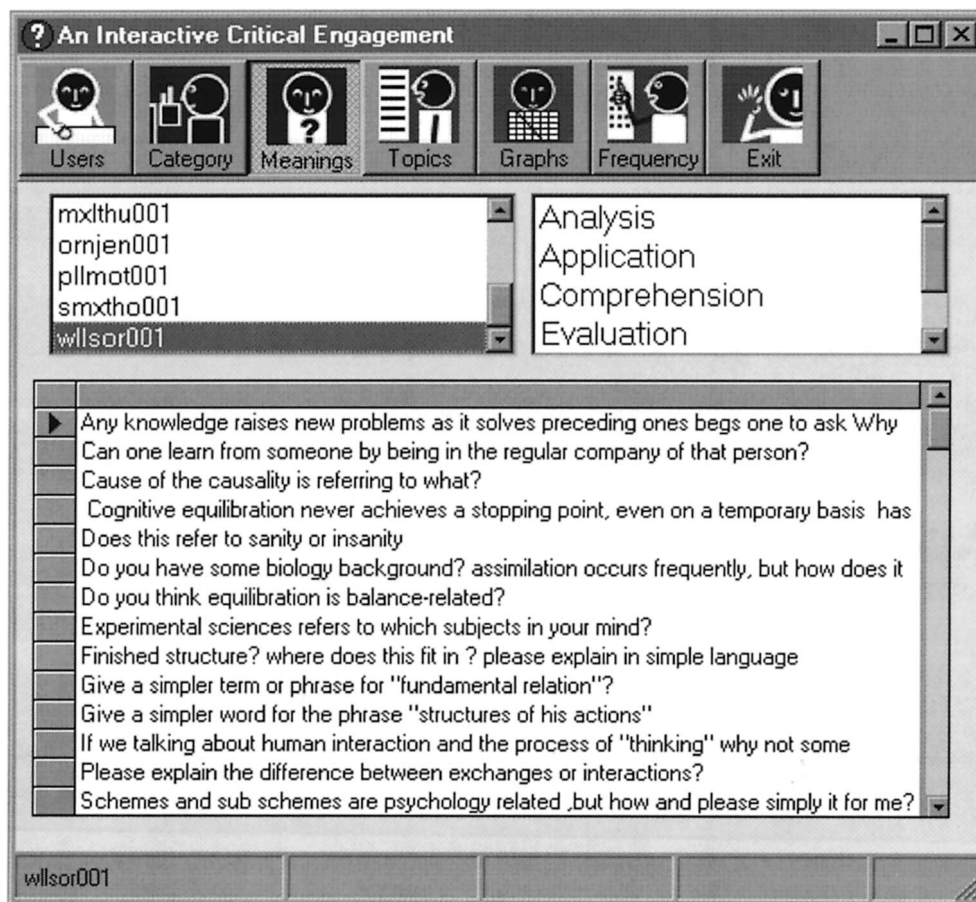 ? An Interactive Critical Engagement
Users Category Meanings Topics Graphs Frequency Exit
mxlthu001
ornjen001
pllmot001
smxtho001
wllsor001
Analysis
Application
Comprehension
Evaluation
Any knowledge raises new problems as it solves preceding ones begs one to ask Why
Can one learn from someone by being in the regular company of that person?
Cause of the causality is referring to what?
Cognitive equilibration never achieves a stopping point, even on a temporary basis has
Does this refer to sanity or insanity
Do you have some biology background? assimilation occurs frequently, but how does it
Do you think equilibration is balance-related?
Experimental sciences refers to which subjects in your mind?
Finished structure? where does this fit in ? please explain in simple language
Give a simpler term or phrase for "fundamental relation"?
Give a simpler word for the phrase "structures of his actions"
If we talking about human interaction and the process of "thinking" why not some
Please explain the difference between exchanges or interactions?
Schemes and sub schemes are psychology related ,but how and please simply it for me?
wllsor001